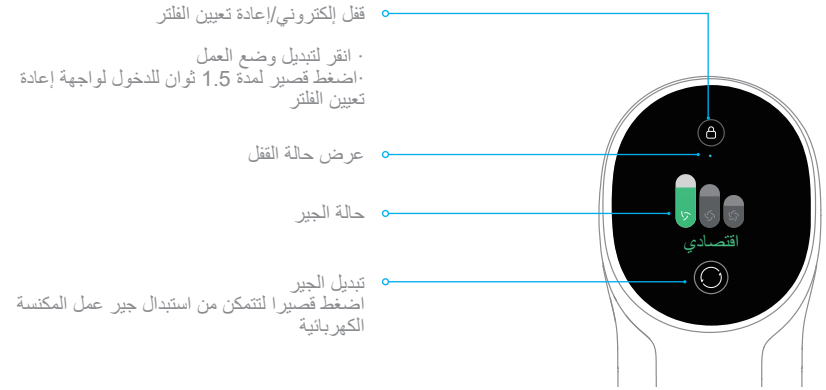 قفل إلكتروني/إعادة تعيين الفلتر
· انقر لتبديل وضع العمل
·اضغط قصير لمدة 1.5 ثوان للدخول لواجهة إعادة
تعيين الفلتر
عرض حالة القفل
حالة الجير
اقتصادي
تبديل الجير
اضغط قصيرا لتتمكن من استبدال جير عمل المكنسة
الكهربائية